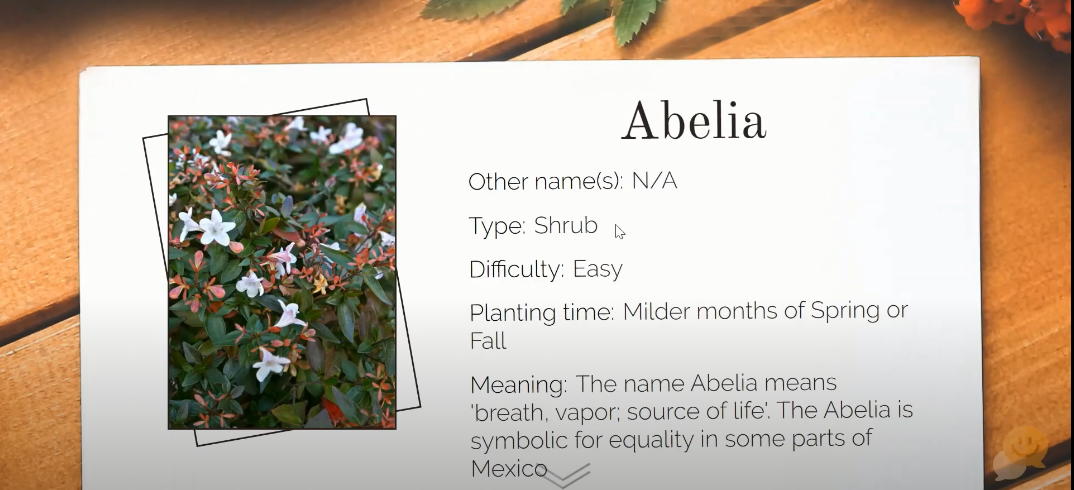 Abelia
Other name(s): N/A
Type: Shrub
Difficulty: Easy
Planting time: Milder months of Spring or
Fall
Meaning: The name Abelia means
'breath, vapor; source of life'. The Abelia is
symbolic for equality in some parts of
Mexico